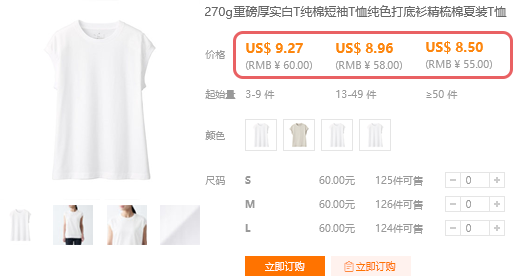 270g重磅厚实白T纯棉短袖T恤纯色打底衫精梳棉夏装T恤
价格 US$ 9.27 US$ 8.96 US$ 8.50
(RMB ¥ 60.00) (RMB ¥ 58.00) (RMB ¥ 55.00)
起始量 3-9 件 13-49 件 ≥50 件
颜色
尺码 S 60.00元 125件可售 − 0 +
M 60.00元 126件可售 − 0 +
L 60.00元 124件可售 − 0 +
立即订购 立即订购